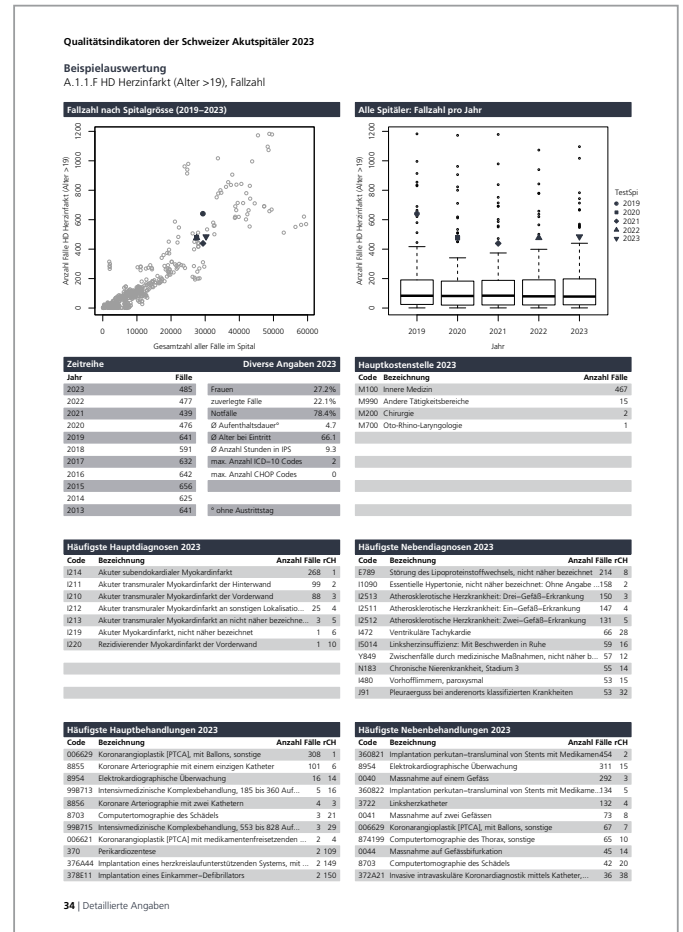 Qualitätsindikatoren der Schweizer Akutspitäler 2023
Beispielauswertung
A.1.1.F HD Herzinfarkt (Alter >19), Fallzahl
Fallzahl nach Spitalgrösse (2019–2023)
Anzahl Fälle HD Herzinfarkt (Alter >19)
1200
1000
800
600
400
200
0
0 10000 20000 30000 40000 50000 60000
Gesamtzahl aller Fälle im Spital
Alle Spitäler: Fallzahl pro Jahr
Anzahl Fälle HD Herzinfarkt (Alter >19)
1200
1000
800
600
400
200
0
2019 2020 2021 2022 2023
Jahr
TestSpi
2019
2020
2021
2022
2023
Zeitreihe Diverse Angaben 2023
Jahr Fälle
2023 485 Frauen 27.2%
2022 477 zuverlegte Fälle 22.1%
2021 439 Notfälle 78.4%
2020 476 Ø Aufenthaltsdauer° 4.7
2019 641 Ø Alter bei Eintritt 66.1
2018 591 Ø Anzahl Stunden in IPS 9.3
2017 632 max. Anzahl ICD–10 Codes 2
2016 642 max. Anzahl CHOP Codes 0
2015 656
2014 625
2013 641 ° ohne Austrittstag
Hauptkostenstelle 2023
Code Bezeichnung Anzahl Fälle
M100 Innere Medizin 467
M990 Andere Tätigkeitsbereiche 15
M200 Chirurgie 2
M700 Oto-Rhino-Laryngologie 1
Häufigste Hauptdiagnosen 2023
Code Bezeichnung Anzahl Fälle rCH
I214 Akuter subendokardialer Myokardinfarkt 268 1
I211 Akuter transmuraler Myokardinfarkt der Hinterwand 99 2
I210 Akuter transmuraler Myokardinfarkt der Vorderwand 88 3
I212 Akuter transmuraler Myokardinfarkt an sonstigen Lokalisatio... 25 4
I213 Akuter transmuraler Myokardinfarkt an nicht näher bezeichne... 3 5
I219 Akuter Myokardinfarkt, nicht näher bezeichnet 1 6
I220 Rezidivierender Myokardinfarkt der Vorderwand 1 10
Häufigste Nebendiagnosen 2023
Code Bezeichnung Anzahl Fälle rCH
E789 Störung des Lipoproteinstoffwechsels, nicht näher bezeichnet 214 8
I1090 Essentielle Hypertonie, nicht näher bezeichnet: Ohne Angabe ... 158 2
I2513 Atherosklerotische Herzkrankheit: Drei–Gefäß–Erkrankung 150 3
I2511 Atherosklerotische Herzkrankheit: Ein–Gefäß–Erkrankung 147 4
I2512 Atherosklerotische Herzkrankheit: Zwei–Gefäß–Erkrankung 131 5
I472 Ventrikuläre Tachykardie 66 28
I5014 Linksherzinsuffizienz: Mit Beschwerden in Ruhe 59 16
Y849 Zwischenfälle durch medizinische Maßnahmen, nicht näher b... 57 12
N183 Chronische Nierenkrankheit, Stadium 3 55 14
I480 Vorhofflimmern, paroxysmal 53 15
J91 Pleuraerguss bei anderenorts klassifizierten Krankheiten 53 32
Häufigste Hauptbehandlungen 2023
Code Bezeichnung Anzahl Fälle rCH
006629 Koronarangioplastik [PTCA], mit Ballons, sonstige 308 1
8855 Koronare Arteriographie mit einem einzigen Katheter 101 6
8954 Elektrokardiographische Überwachung 16 14
99B713 Intensivmedizinische Komplexbehandlung, 185 bis 360 Auf... 5 16
8856 Koronare Arteriographie mit zwei Kathetern 4 3
8703 Computertomographie des Schädels 3 21
99B715 Intensivmedizinische Komplexbehandlung, 553 bis 828 Auf... 3 29
006621 Koronarangioplastik [PTCA] mit medikamentenfreisetzenden ... 2 4
370 Perikardiozentese 2 109
376A44 Implantation eines herzkreislaufunterstützenden Systems, mit ... 2 149
378E11 Implantation eines Einkammer–Defibrillators 2 150
Häufigste Nebenbehandlungen 2023
Code Bezeichnung Anzahl Fälle rCH
360821 Implantation perkutan–transluminal von Stents mit Medikamen 454 2
8954 Elektrokardiographische Überwachung 311 15
0040 Massnahme auf einem Gefäss 292 3
360822 Implantation perkutan–transluminal von Stents mit Medikame... 134 5
3722 Linksherzkatheter 132 4
0041 Massnahme auf zwei Gefässen 73 8
006629 Koronarangioplastik [PTCA], mit Ballons, sonstige 67 7
874199 Computertomographie des Thorax, sonstige 65 10
0044 Massnahme auf Gefässbifurkation 45 14
8703 Computertomographie des Schädels 42 20
372A21 Invasive intravaskuläre Koronardiagnostik mittels Katheter,... 36 38
34 | Detaillierte Angaben